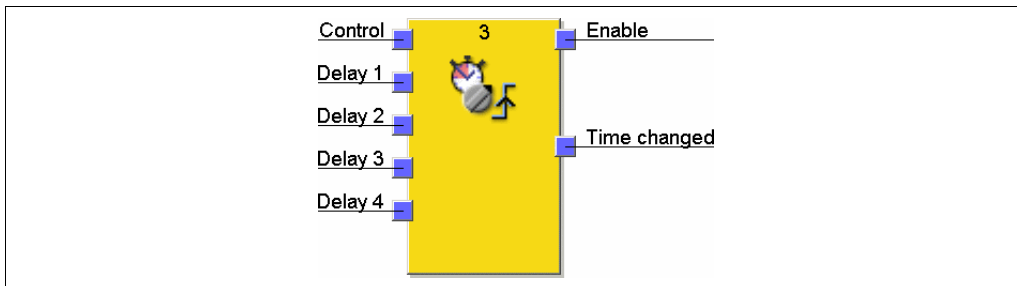 Control
3
Enable
Delay 1
Delay 2
Time changed
Delay 3
Delay 4